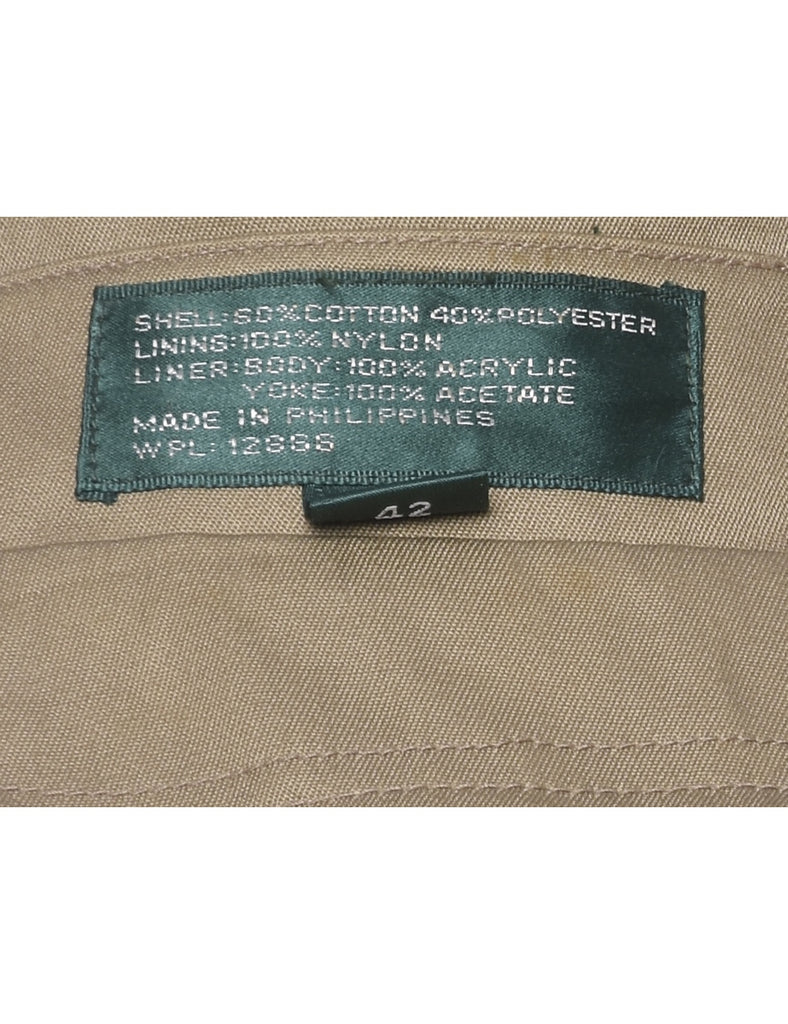 SHELL: 60% COTTON 40% POLYESTER
LINING: 100% NYLON
LINER: BODY: 100% ACRYLIC
YOKE: 100% ACETATE
MADE IN PHILIPPINES
WPL:
42